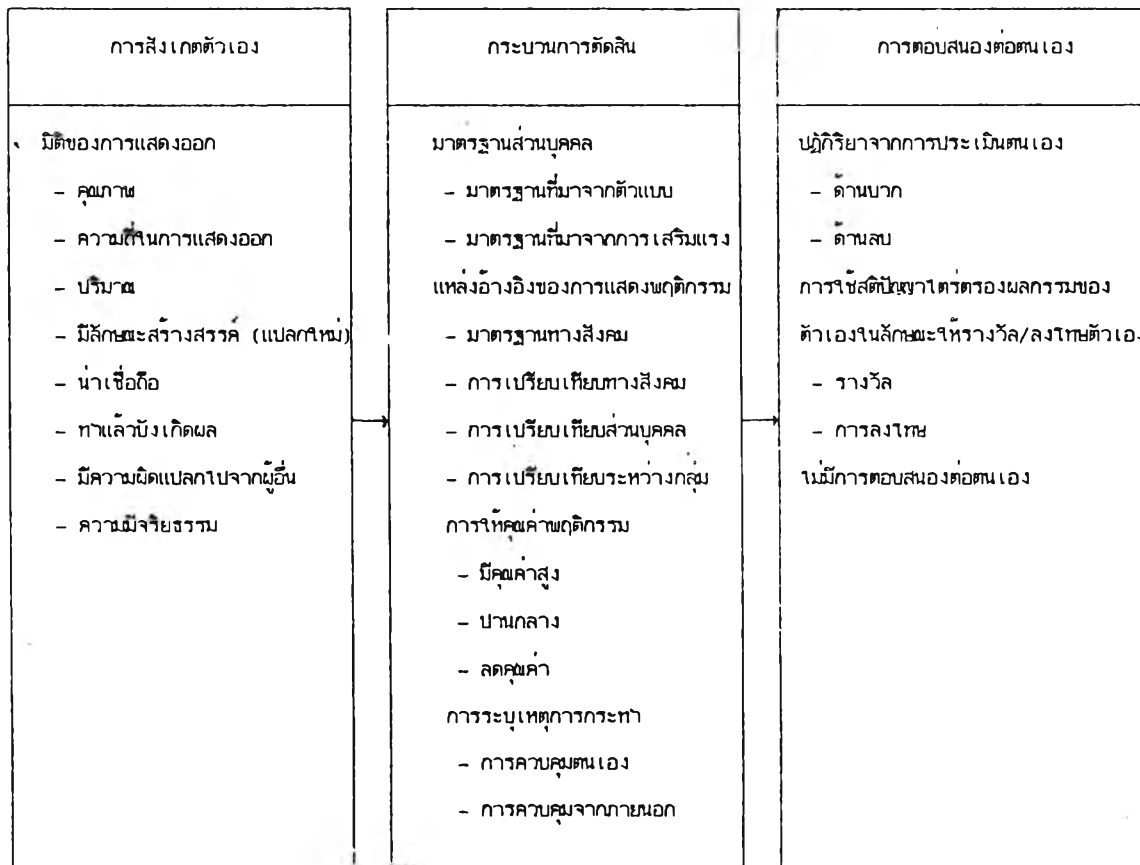 การสังเกตตัวเอง
มิติของการแสดงออก
- คุณภาพ
- ความถี่ในการแสดงออก
- ปริมาณ
- มีลักษณะสร้างสรรค์ (แปลกใหม่)
- น่าเชื่อถือ
- ทำแล้วบังเกิดผล
- มีความผิดแปลกไปจากผู้อื่น
- ความมีจริยธรรม
กระบวนการตัดสิน
มาตรฐานส่วนบุคคล
- มาตรฐานที่มาจากตัวแบบ
- มาตรฐานที่มาจากการเสริมแรง
แหล่งอ้างอิงของการแสดงพฤติกรรม
- มาตรฐานทางสังคม
- การเปรียบเทียบทางสังคม
- การเปรียบเทียบส่วนบุคคล
- การเปรียบเทียบระหว่างกลุ่ม
การให้คุณค่าพฤติกรรม
- มีคุณค่าสูง
- ปานกลาง
- ลดคุณค่า
การระบุเหตุการกระทำ
- การควบคุมตนเอง
- การควบคุมจากภายนอก
การตอบสนองต่อตนเอง
ปฏิกิริยาจากการประเมินตนเอง
- ด้านบวก
- ด้านลบ
การใช้สติปัญญาไตร่ตรองผลกรรมของ
ตัวเองในลักษณะให้รางวัล/ลงโทษตัวเอง
- รางวัล
- การลงโทษ
ไม่มีการตอบสนองต่อตนเอง